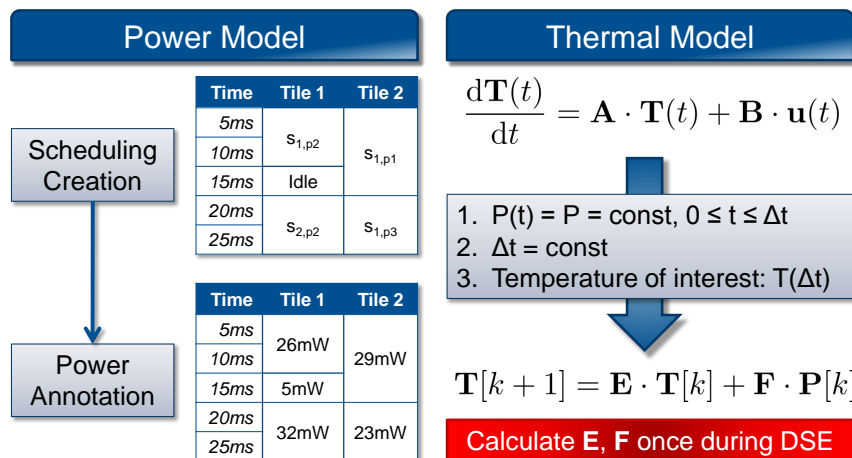 Power Model
Scheduling
Creation
Time Tile 1 Tile 2
5ms
s1,p2
10ms
s1,p1
15ms Idle
20ms
s2,p2 s1,p3
25ms
Power
Annotation
Time Tile 1 Tile 2
5ms
26mW
10ms
29mW
15ms 5mW
20ms
32mW 23mW
25ms
Thermal Model
dT(t)/dt = A · T(t) + B · u(t)
1. P(t) = P = const, 0 ≤ t ≤ Δt
2. Δt = const
3. Temperature of interest: T(Δt)
T[k + 1] = E · T[k] + F · P[k]
Calculate E, F once during DSE